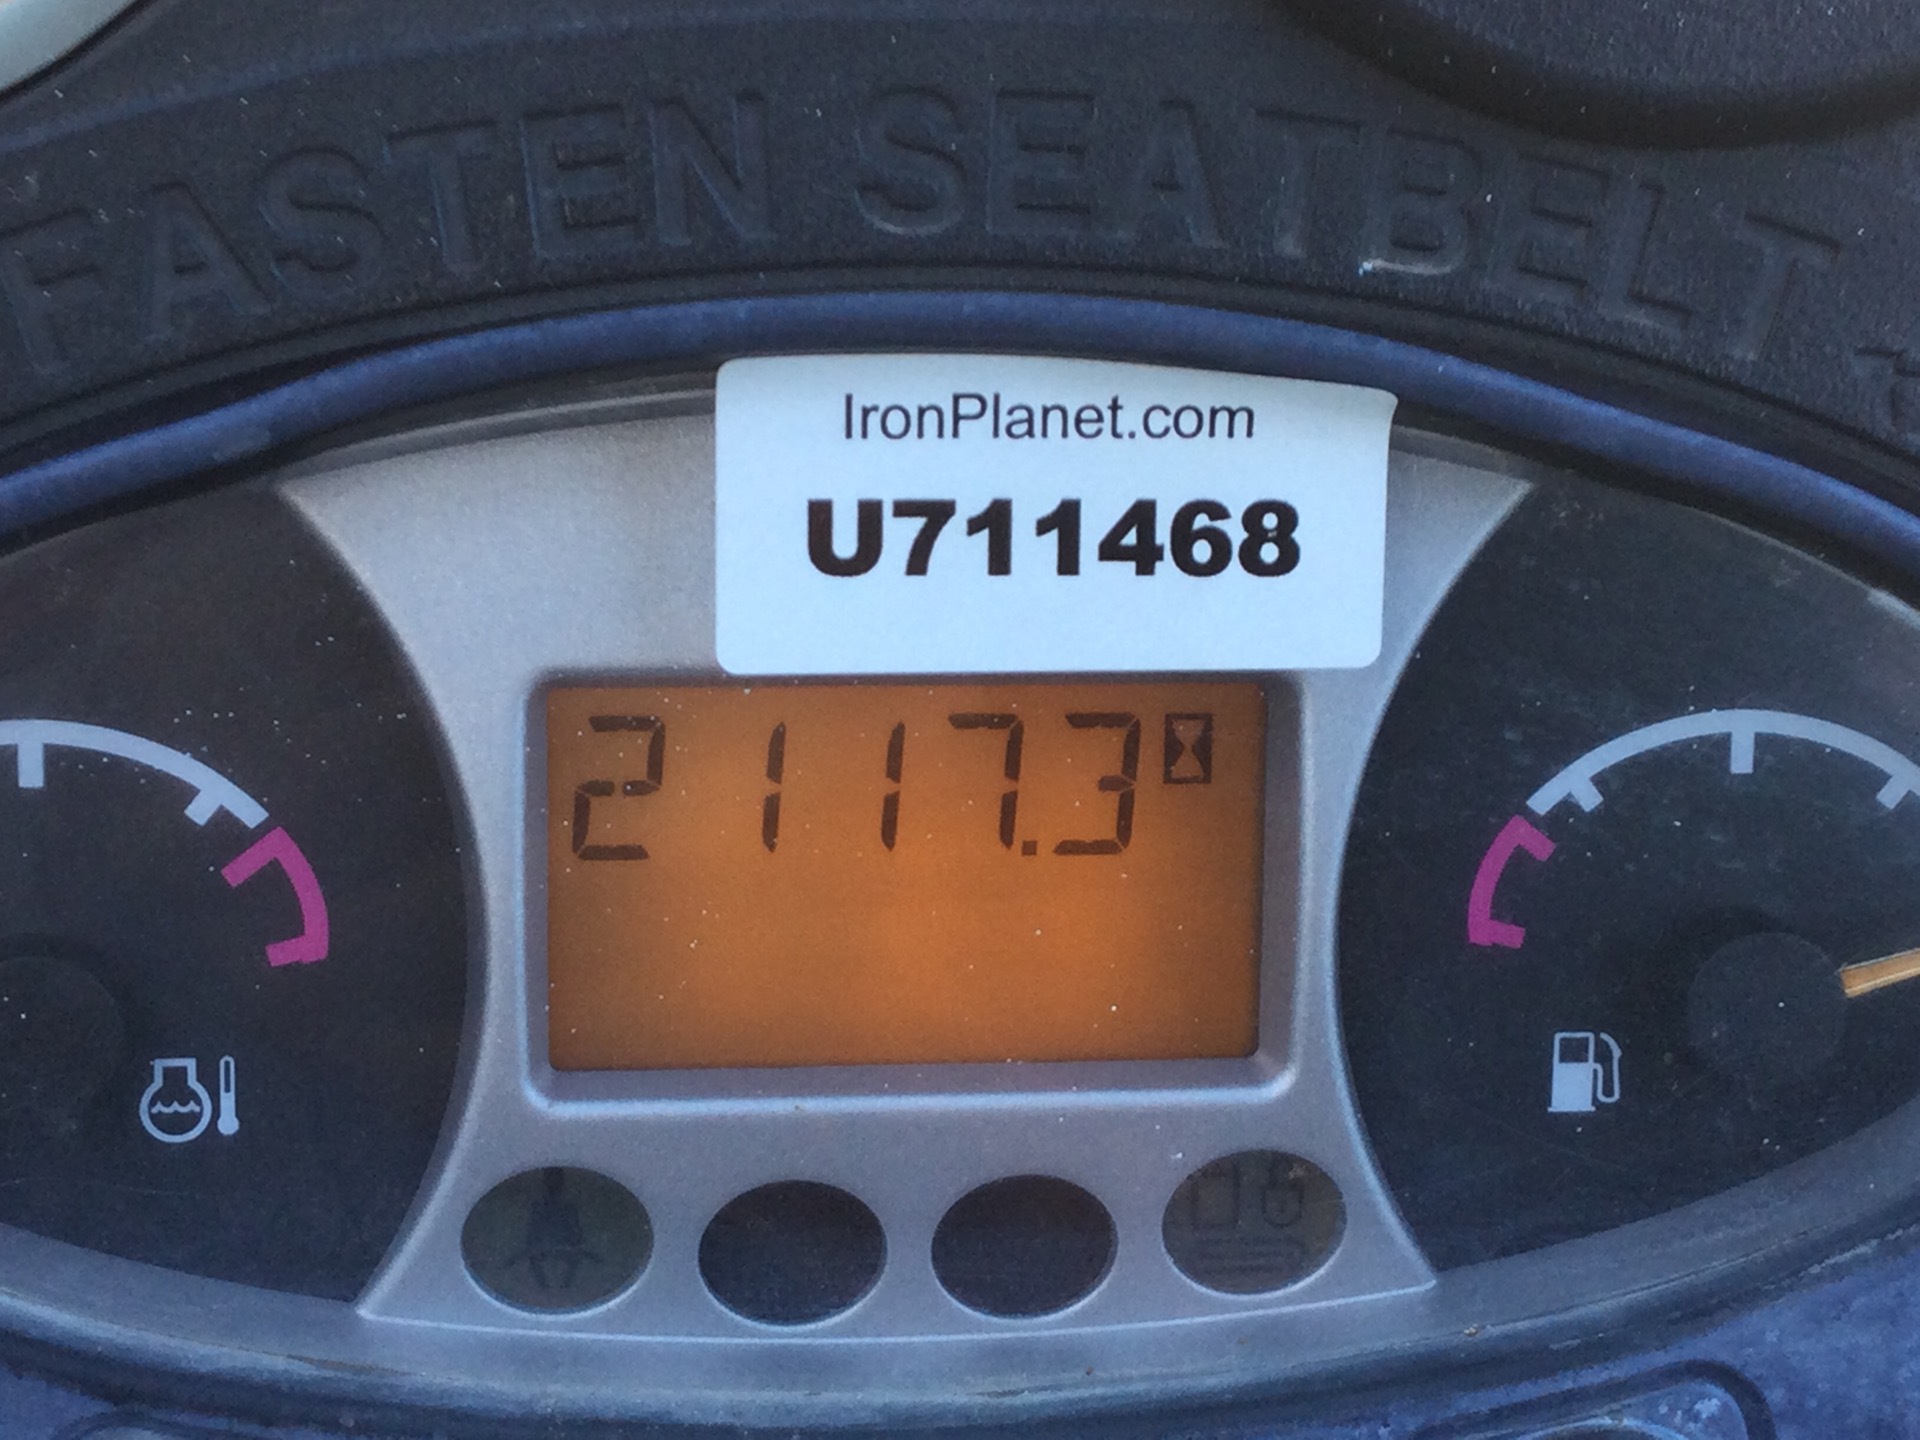 FASTEN SEATBELT
IronPlanet.com
U711468
2117.3